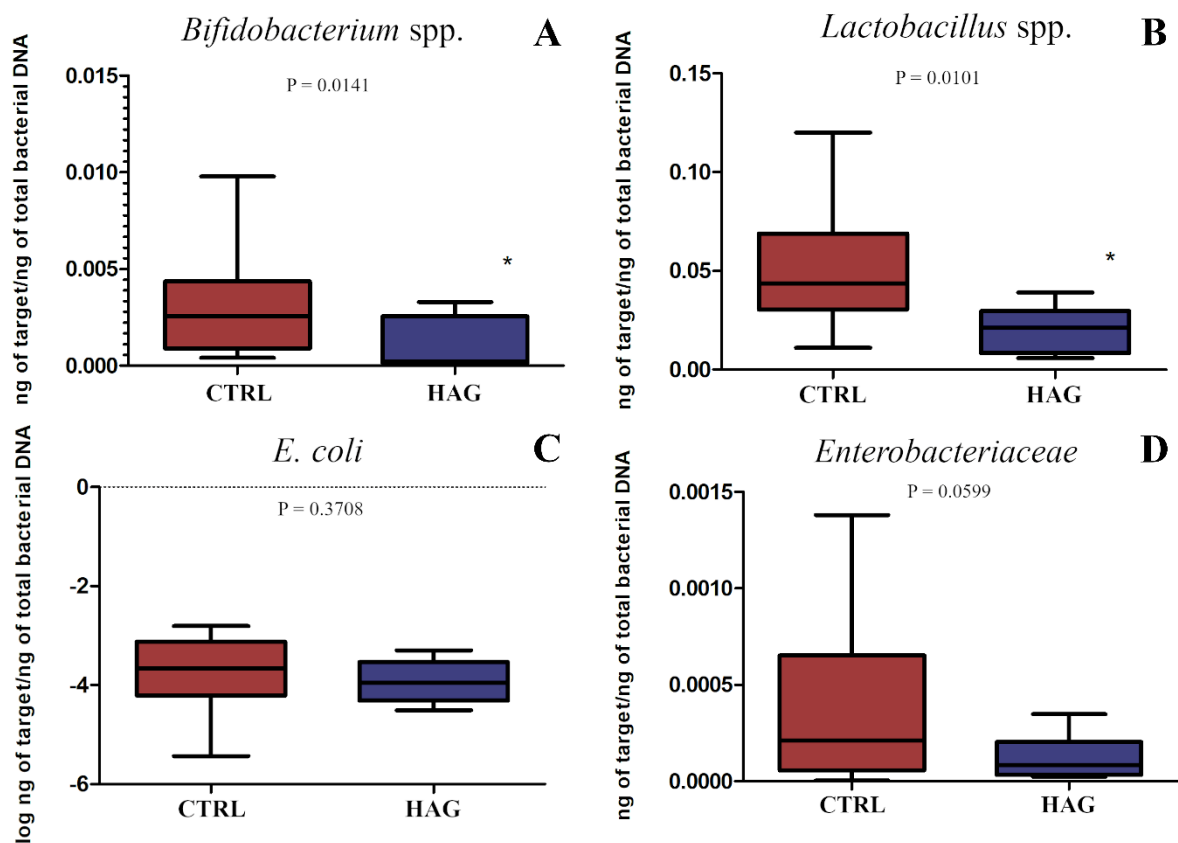 Bifidobacterium spp.
A
ng of target/ng of total bacterial DNA
P = 0.0141
0.015
0.010
0.005
0.000
*
CTRL
HAG
Lactobacillus spp.
B
ng of target/ng of total bacterial DNA
P = 0.0101
0.15
0.10
0.05
0.00
*
CTRL
HAG
E. coli
C
log ng of target/ng of total bacterial DNA
0
P = 0.3708
-2
-4
-6
CTRL
HAG
Enterobacteriaceae
D
ng of target/ng of total bacterial DNA
P = 0.0599
0.0015
0.0010
0.0005
0.0000
CTRL
HAG